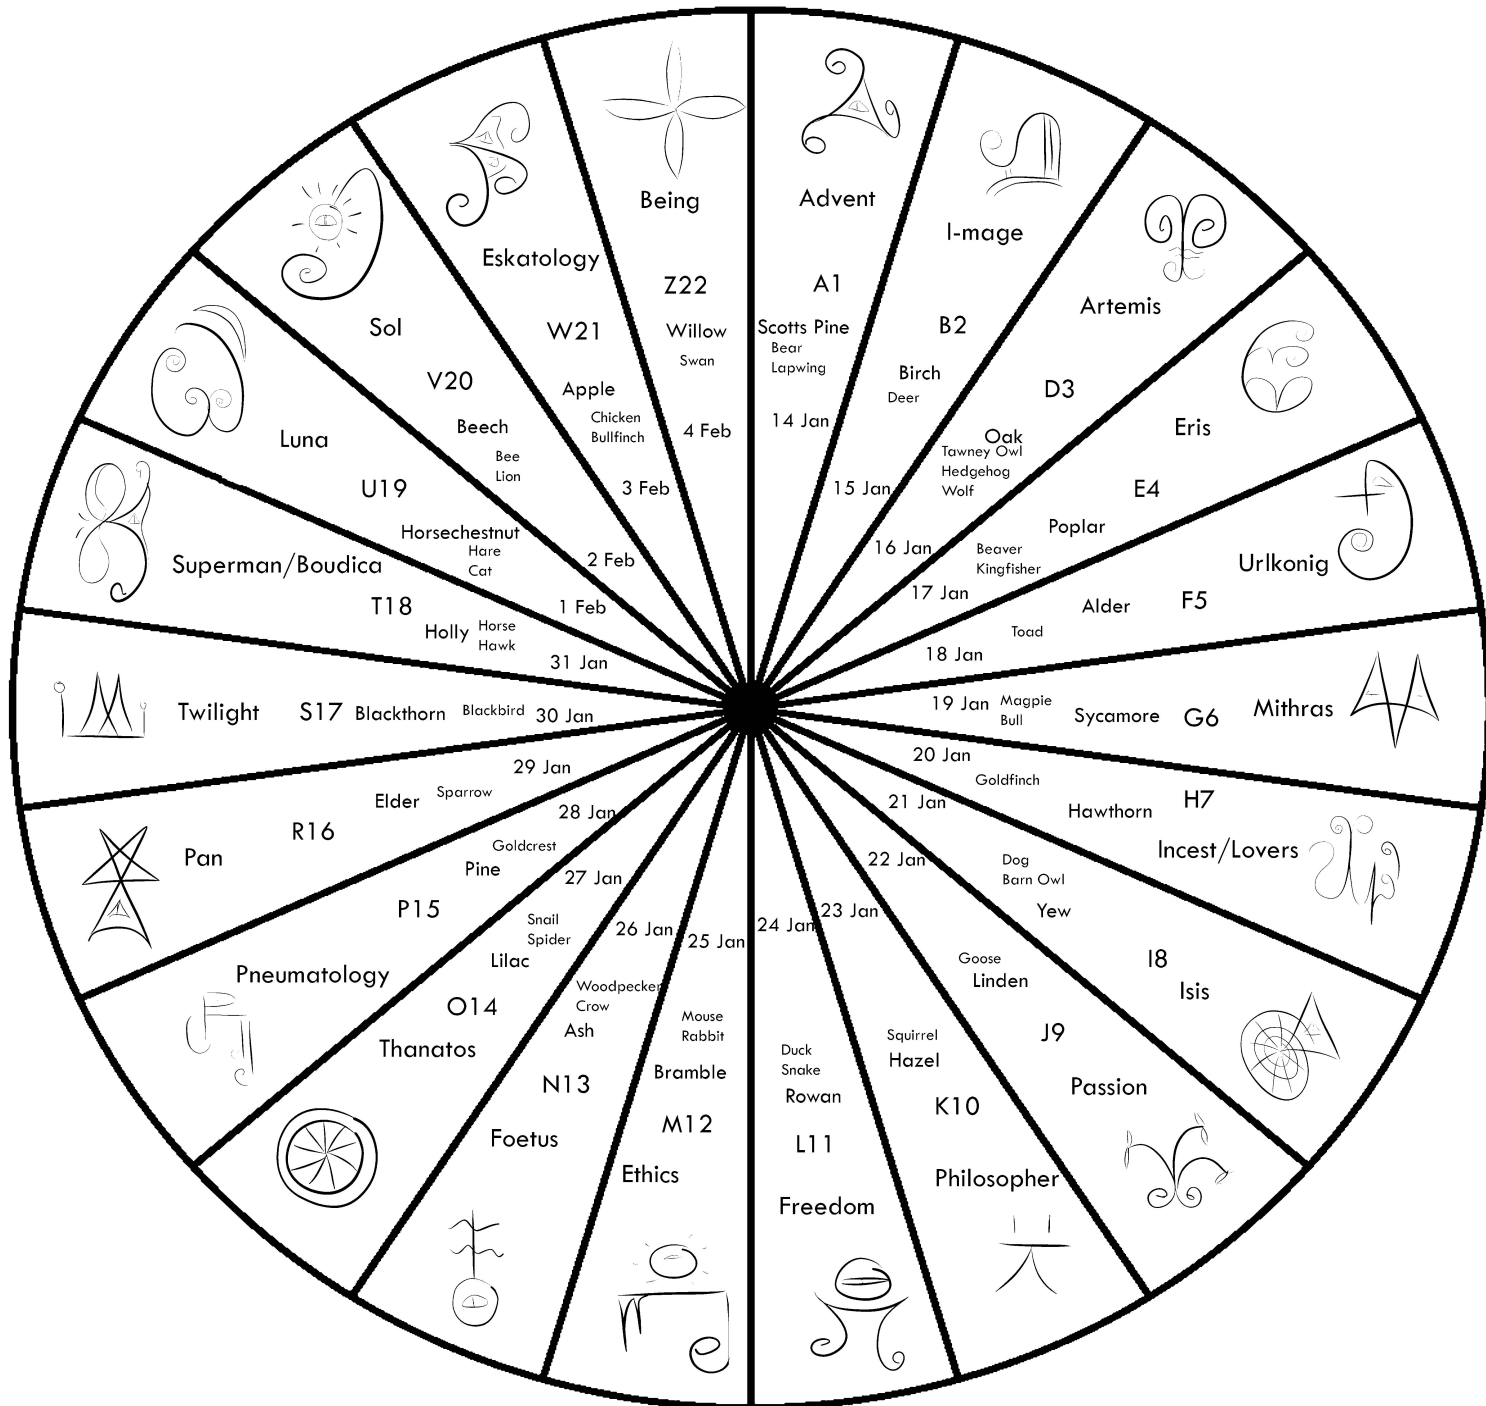 Advent
A1
Scotts Pine
Bear
Lapwing
14 Jan
I-mage
B2
Birch
Deer
15 Jan
Artemis
D3
Oak
Tawney Owl
Hedgehog
Wolf
16 Jan
Eris
E4
Poplar
Beaver
Kingfisher
17 Jan
Urlkonig
F5
Alder
Toad
18 Jan
Mithras
G6
Sycamore
Magpie
Bull
19 Jan
Incest/Lovers
H7
Hawthorn
Goldfinch
20 Jan
Isis
I8
Yew
Dog
Barn Owl
21 Jan
Passion
J9
Linden
Goose
22 Jan
Philosopher
K10
Hazel
Squirrel
23 Jan
Freedom
L11
Rowan
Duck
Snake
24 Jan
Ethics
M12
Bramble
Mouse
Rabbit
25 Jan
Foetus
N13
Ash
Woodpecker
Crow
26 Jan
Thanatos
O14
Lilac
Snail
Spider
27 Jan
Pneumatology
P15
Pine
Goldcrest
28 Jan
Pan
R16
Elder
Sparrow
29 Jan
Twilight
S17
Blackthorn
Blackbird
30 Jan
Superman/Boudica
T18
Holly
Horse
Hawk
31 Jan
Luna
U19
Horsechestnut
Hare
Cat
1 Feb
Sol
V20
Beech
Bee
Lion
2 Feb
Eskatology
W21
Apple
Chicken
Bullfinch
3 Feb
Being
Z22
Willow
Swan
4 Feb